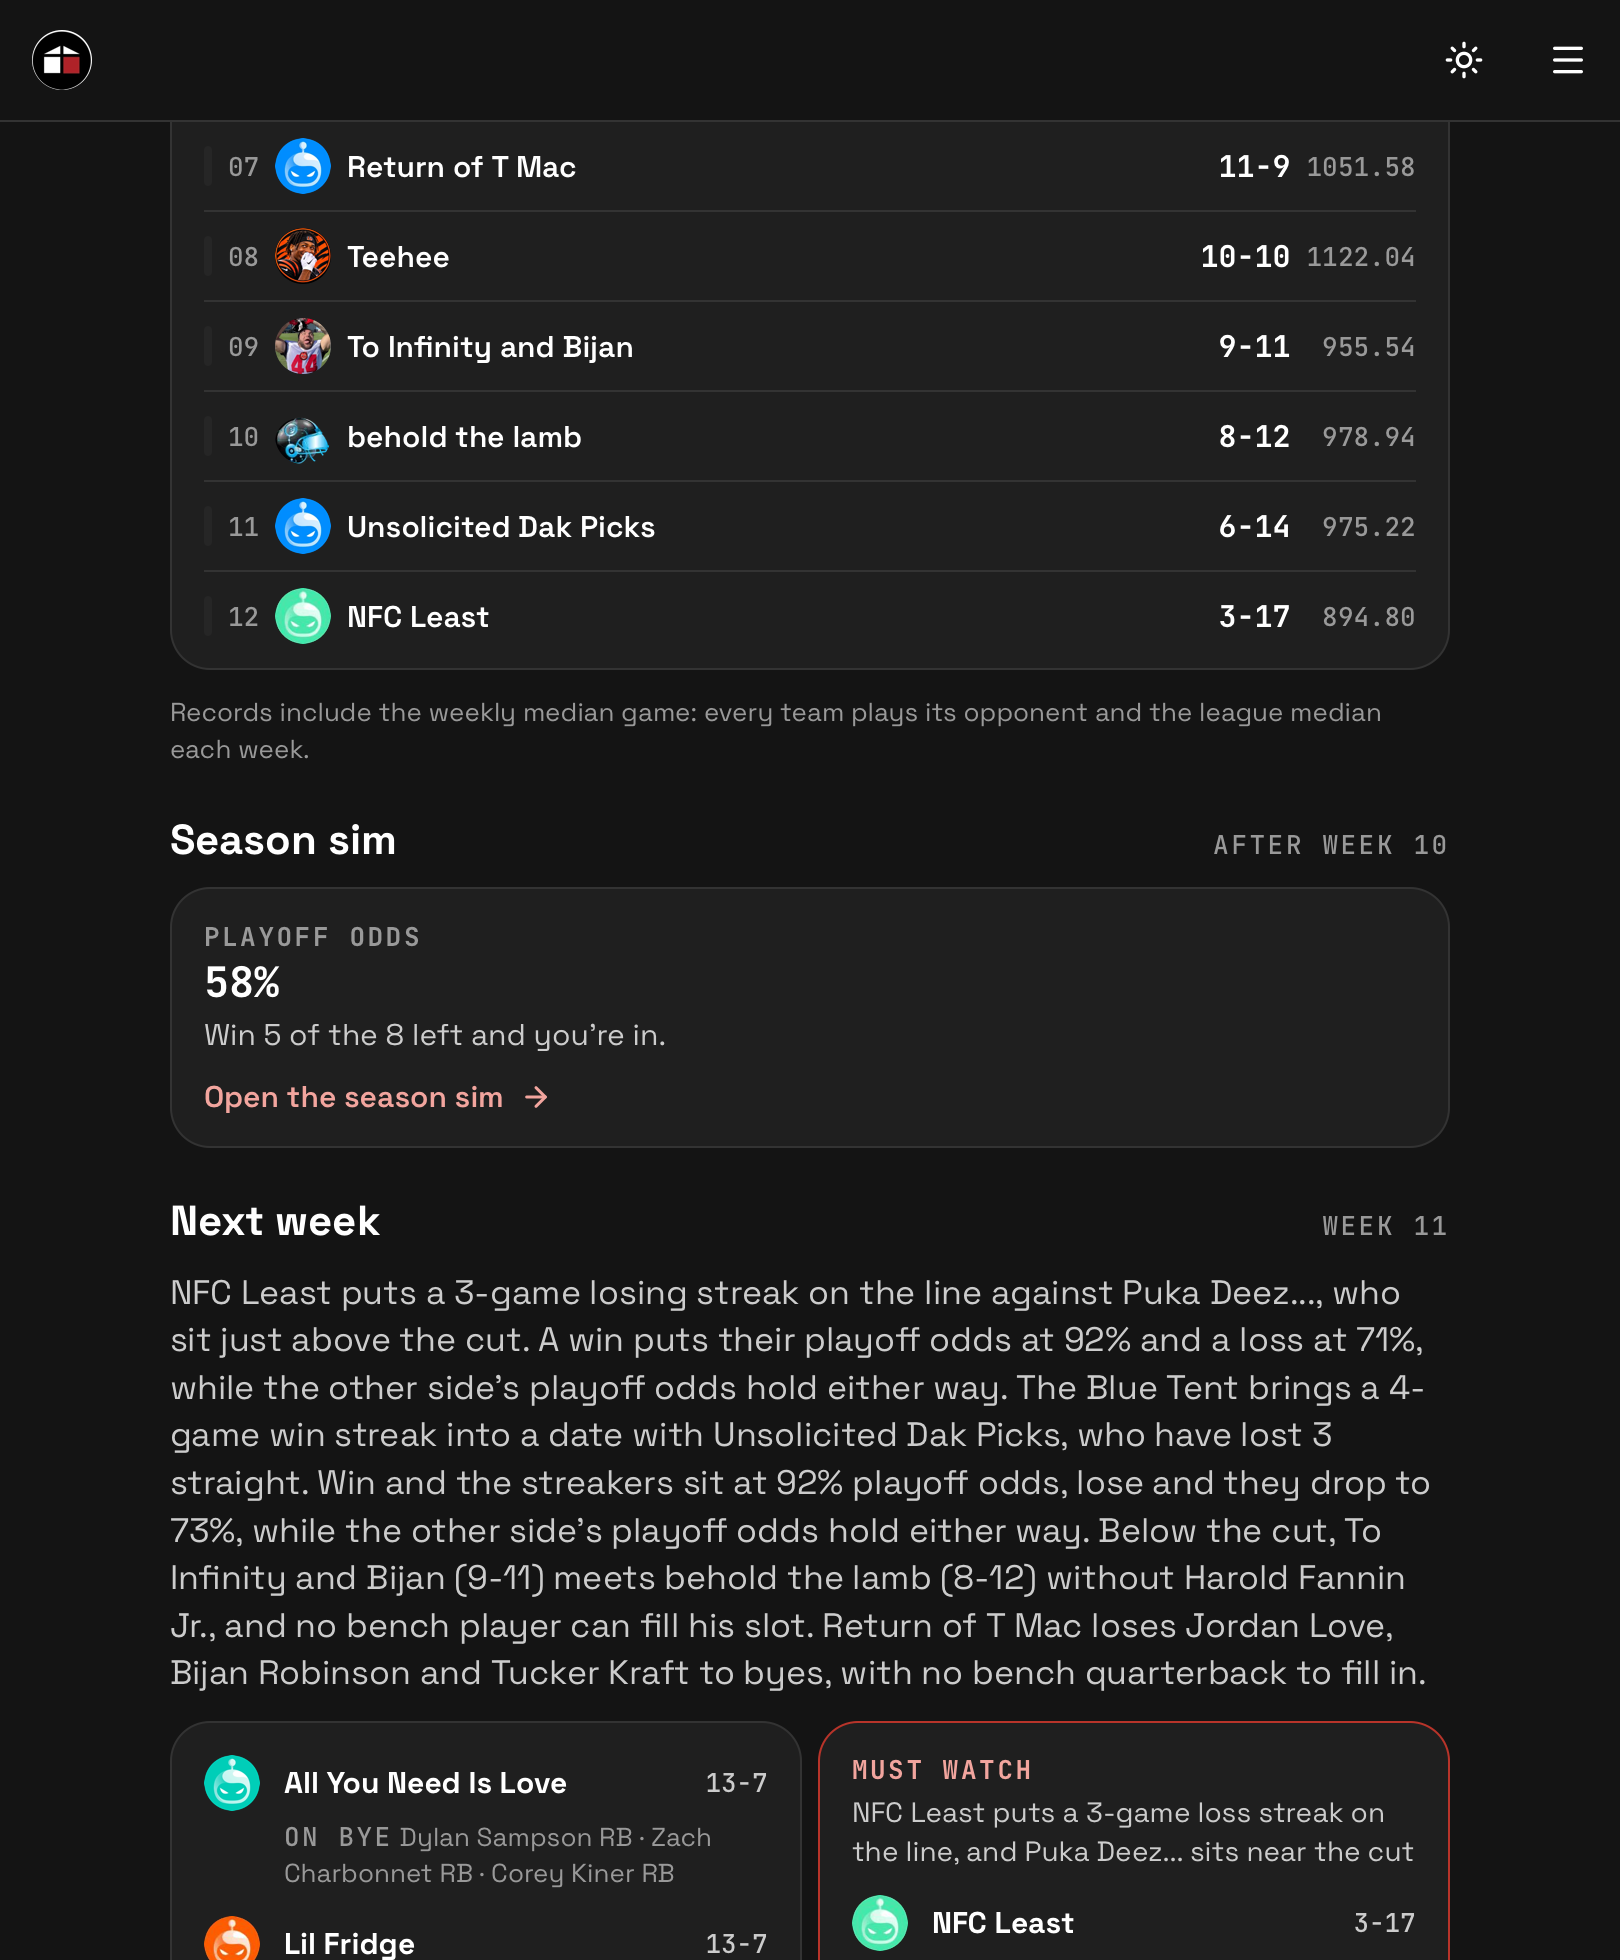 07 Return of T Mac 11-9 1051.58
08 Teehee 10-10 1122.04
09 To Infinity and Bijan 9-11 955.54
10 behold the lamb 8-12 978.94
11 Unsolicited Dak Picks 6-14 975.22
12 NFC Least 3-17 894.80
Records include the weekly median game: every team plays its opponent and the league median
each week.
Season sim AFTER WEEK 10
PLAYOFF ODDS
58%
Win 5 of the 8 left and you’re in.
Open the season sim →
Next week WEEK 11
NFC Least puts a 3-game losing streak on the line against Puka Deez..., who
sit just above the cut. A win puts their playoff odds at 92% and a loss at 71%,
while the other side’s playoff odds hold either way. The Blue Tent brings a 4-
game win streak into a date with Unsolicited Dak Picks, who have lost 3
straight. Win and the streakers sit at 92% playoff odds, lose and they drop to
73%, while the other side’s playoff odds hold either way. Below the cut, To
Infinity and Bijan (9-11) meets behold the lamb (8-12) without Harold Fannin
Jr., and no bench player can fill his slot. Return of T Mac loses Jordan Love,
Bijan Robinson and Tucker Kraft to byes, with no bench quarterback to fill in.
All You Need Is Love 13-7
ON BYE Dylan Sampson RB · Zach
Charbonnet RB · Corey Kiner RB
Lil Fridge 13-7
MUST WATCH
NFC Least puts a 3-game loss streak on
the line, and Puka Deez... sits near the cut
NFC Least 3-17